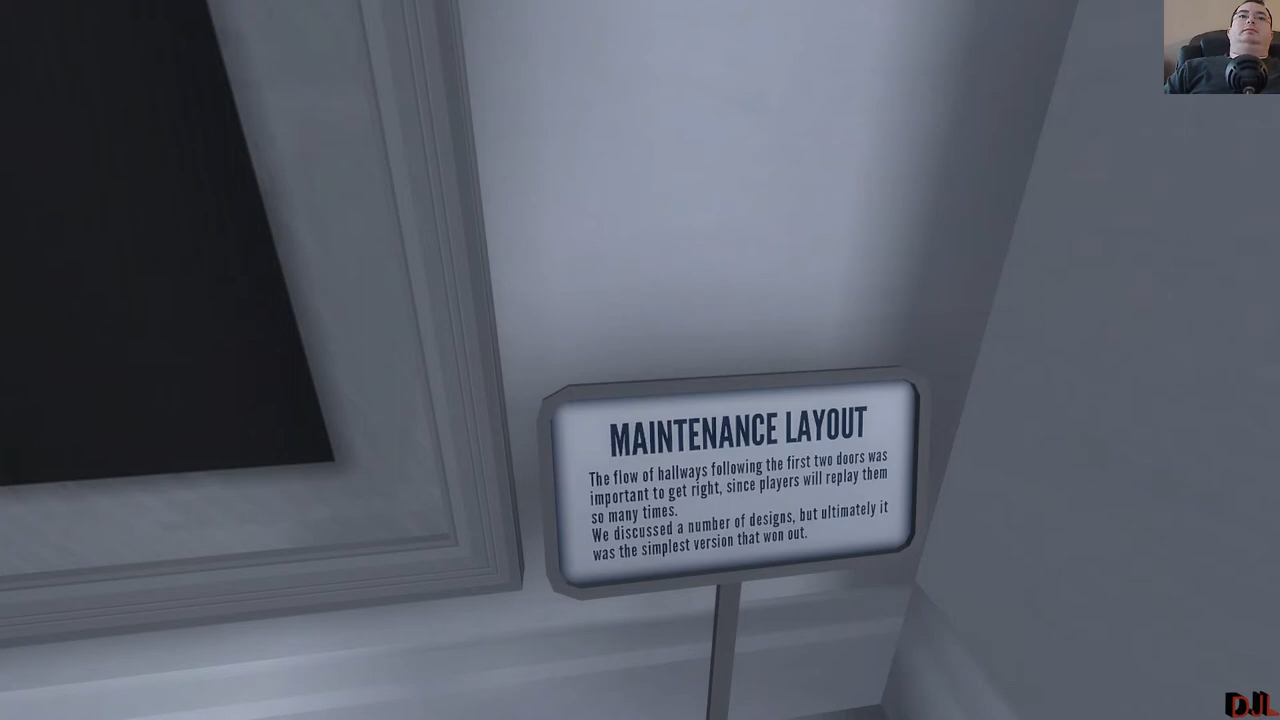 MAINTENANCE LAYOUT
The flow of hallways following the first two doors was
important to get right, since players will replay them
so many times.
We discussed a number of designs, but ultimately it
was the simplest version that won out.
DJL